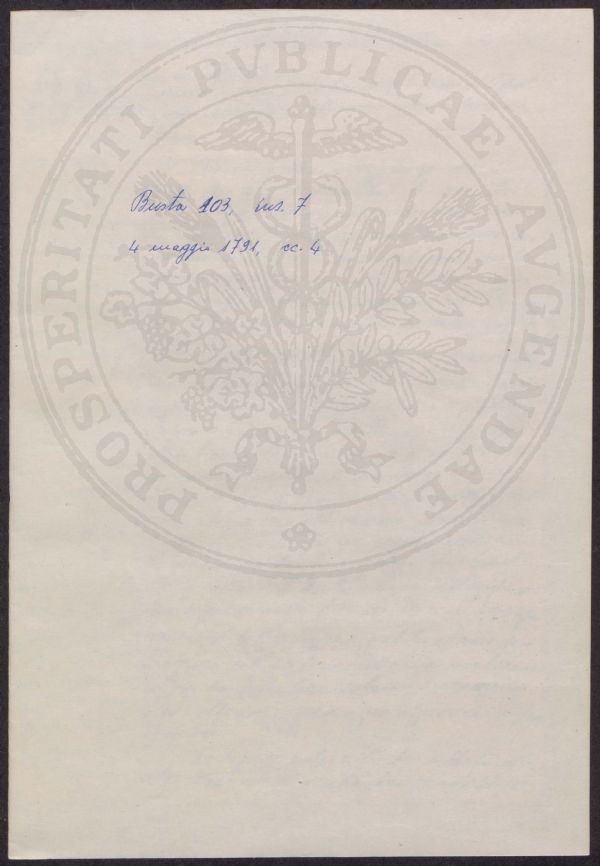 PROSPERITATI PVBLICAE AVGENDAE
Busta 103, ins. 7
4 maggio 1791, cc. 4